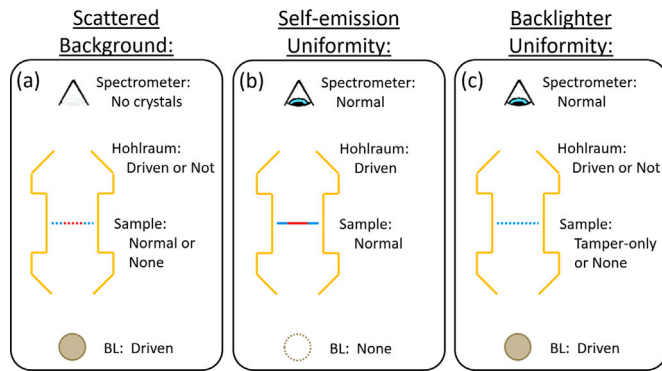 Scattered
Background:
Self-emission
Uniformity:
Backlighter
Uniformity:
(a)
Spectrometer:
No crystals
Hohlraum:
Driven or Not
Sample:
Normal or
None
BL: Driven
(b)
Spectrometer:
Normal
Hohlraum:
Driven
Sample:
Normal
BL: None
(c)
Spectrometer:
Normal
Hohlraum:
Driven or Not
Sample:
Tamper-only
or None
BL: Driven